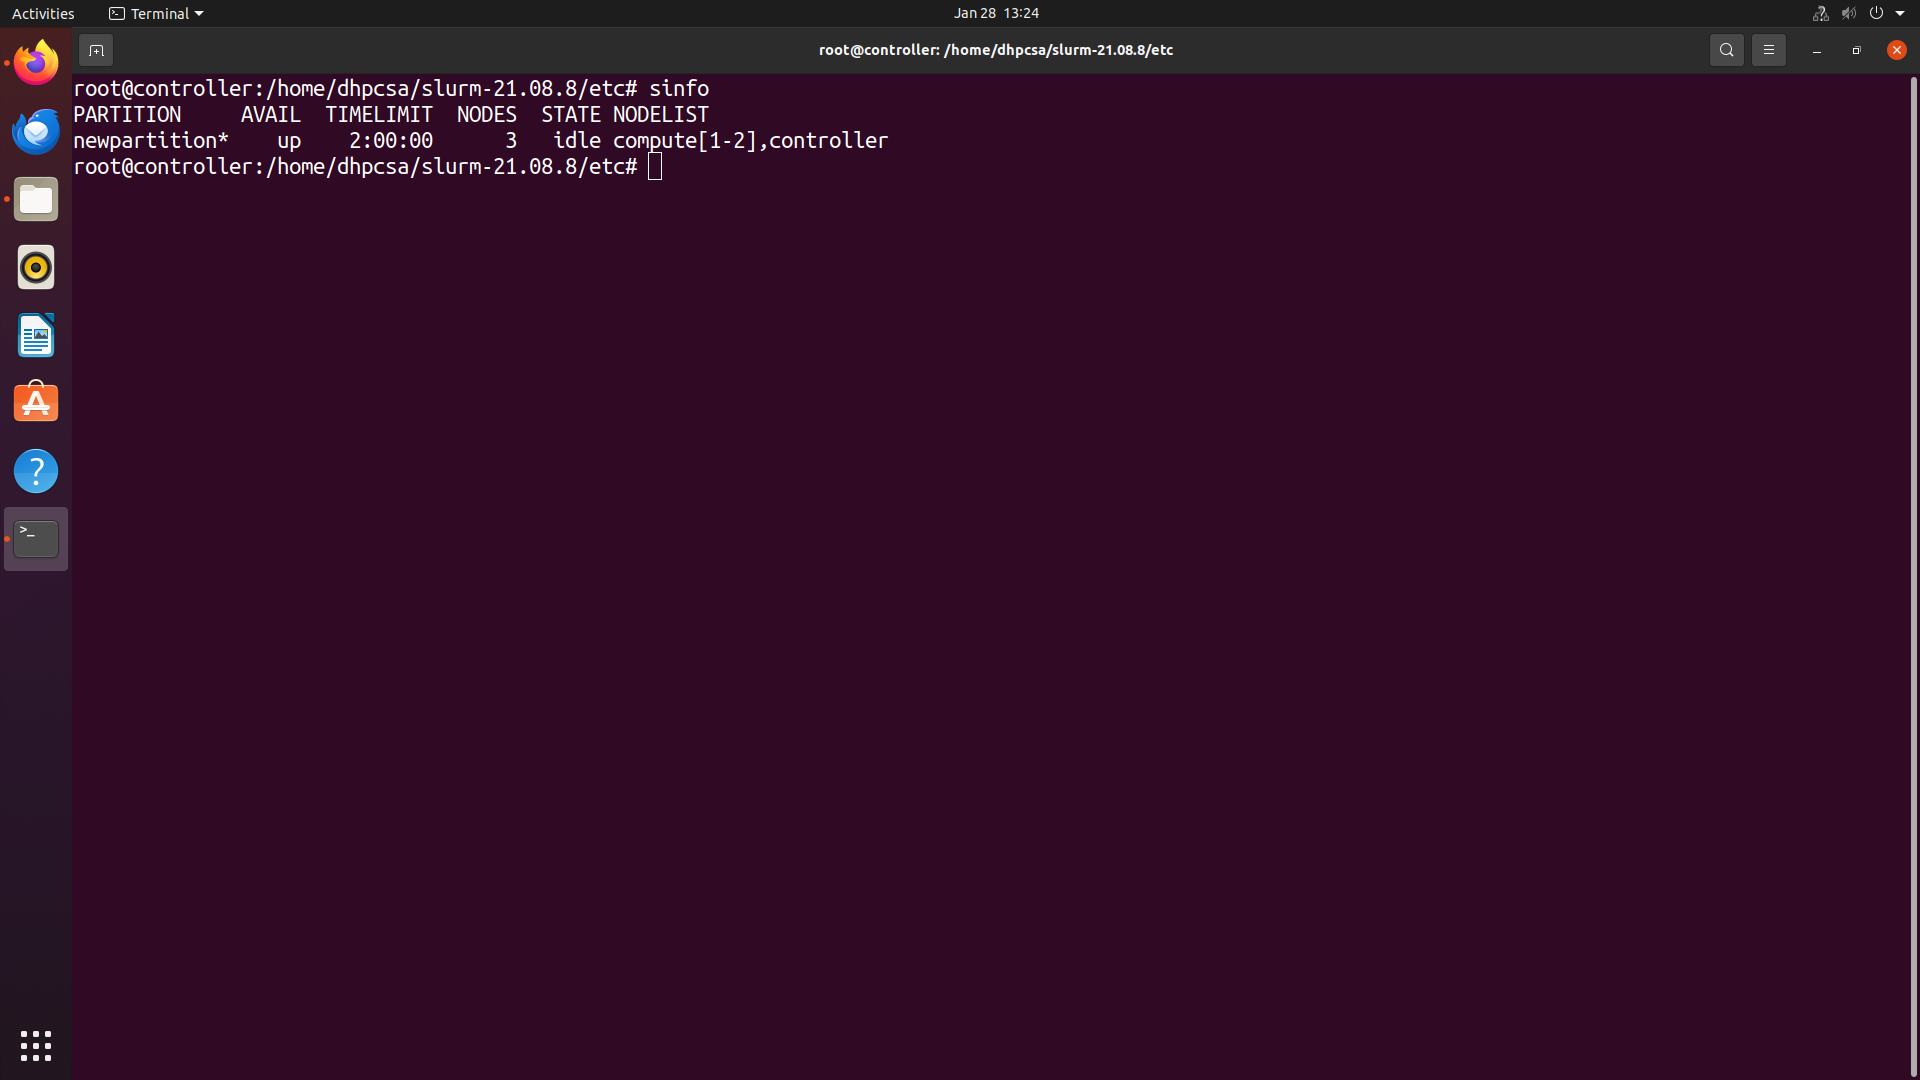 Activities Terminal Jan 28 13:24
root@controller: /home/dhpcsa/slurm-21.08.8/etc
root@controller:/home/dhpcsa/slurm-21.08.8/etc# sinfo
PARTITION     AVAIL  TIMELIMIT  NODES  STATE NODELIST
newpartition*    up    2:00:00      3   idle compute[1-2],controller
root@controller:/home/dhpcsa/slurm-21.08.8/etc#